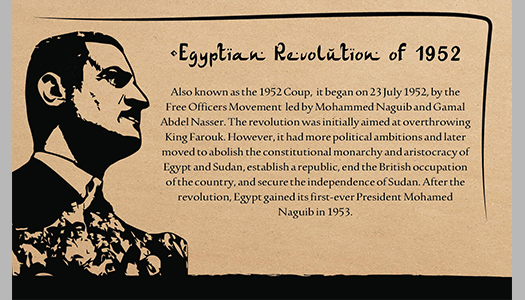 Egyptian Revolution of 1952
Also known as the 1952 Coup, it began on 23 July 1952, by the
Free Officers Movement led by Mohammed Naguib and Gamal
Abdel Nasser. The revolution was initially aimed at overthrowing
King Farouk. However, it had more political ambitions and later
moved to abolish the constitutional monarchy and aristocracy of
Egypt and Sudan, establish a republic, end the British occupation
of the country, and secure the independence of Sudan. After the
revolution, Egypt gained its first-ever President Mohamed
Naguib in 1953.